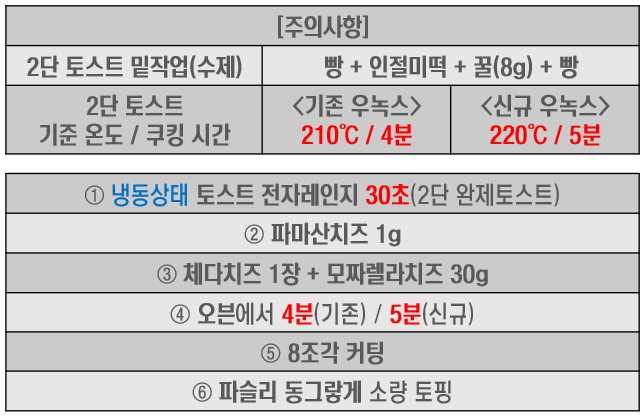 [주의사항]
2단 토스트 밑작업(수제) 빵 + 인절미떡 + 꿀(8g) + 빵
2단 토스트
기준 온도 / 쿠킹 시간
<기존 우녹스> <신규 우녹스>
210℃ / 4분 220℃ / 5분
① 냉동상태 토스트 전자레인지 30초(2단 완제토스트)
② 파마산치즈 1g
③ 체다치즈 1장 + 모짜렐라치즈 30g
④ 오븐에서 4분(기존) / 5분(신규)
⑤ 8조각 커팅
⑥ 파슬리 동그랗게 소량 토핑